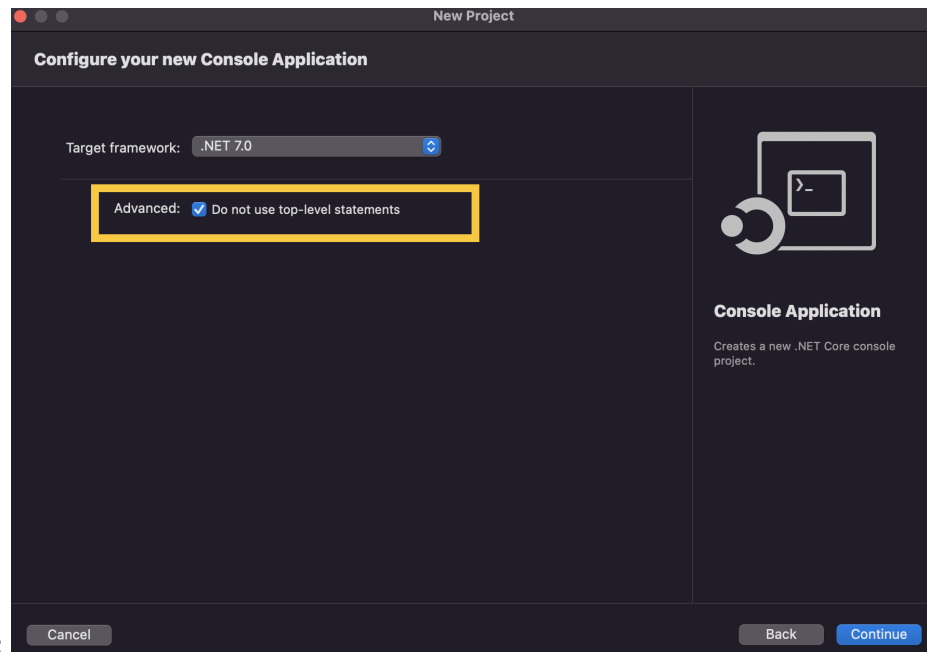 New Project
Configure your new Console Application
Target framework: .NET 7.0
Advanced: Do not use top-level statements
❯_
Console Application
Creates a new .NET Core console
project.
Cancel
Back
Continue